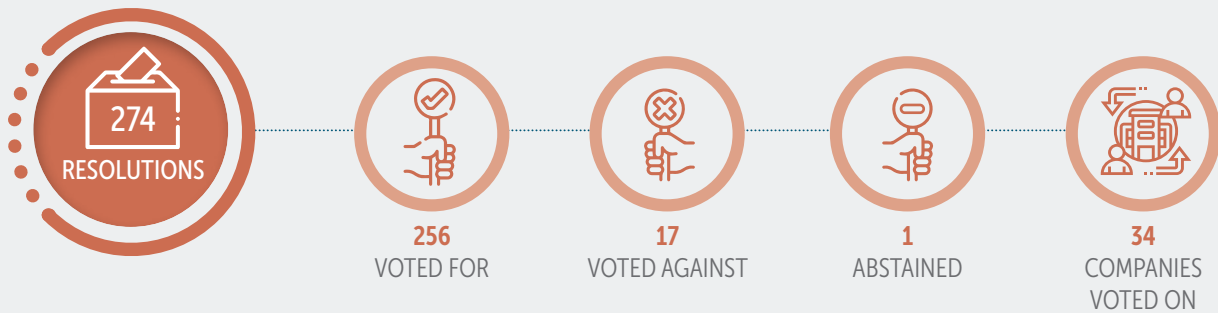 274
RESOLUTIONS
256
VOTED FOR
17
VOTED AGAINST
1
ABSTAINED
34
COMPANIES
VOTED ON